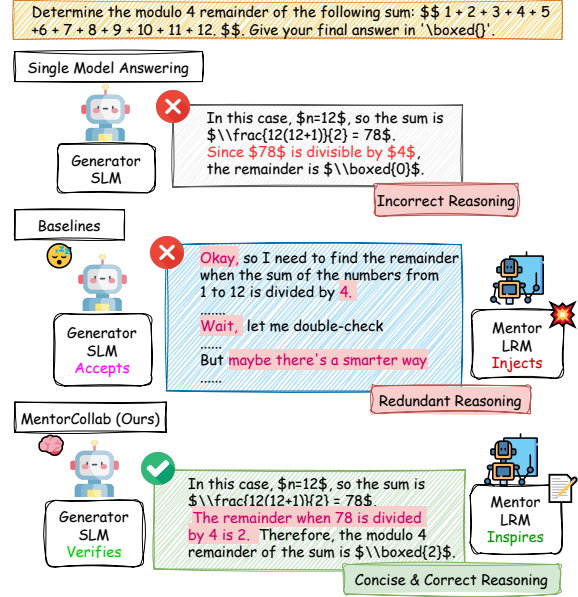 Determine the modulo 4 remainder of the following sum: $$ 1 + 2 + 3 + 4 + 5
+6 + 7 + 8 + 9 + 10 + 11 + 12. $$. Give your final answer in '\boxed{}'.
Single Model Answering
Generator
SLM
In this case, $n=12$, so the sum is
$\\frac{12(12+1)}{2} = 78$.
Since $78$ is divisible by $4$,
the remainder is $\\boxed{0}$.
Incorrect Reasoning
Baselines
Generator
SLM
Accepts
Okay, so I need to find the remainder
when the sum of the numbers from
1 to 12 is divided by 4.
.......
Wait, let me double-check
......
But maybe there's a smarter way
......
Mentor
LRM
Injects
Redundant Reasoning
MentorCollab (Ours)
Generator
SLM
Verifies
In this case, $n=12$, so the sum is
$\\frac{12(12+1)}{2} = 78$.
The remainder when 78 is divided
by 4 is 2. Therefore, the modulo 4
remainder of the sum is $\\boxed{2}$.
Mentor
LRM
Inspires
Concise & Correct Reasoning